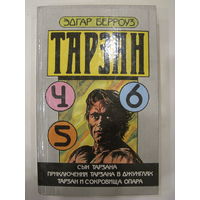 ЭДГАР БЕРРОУЗ
ТАРЗАН
4 6
5
СЫН ТАРЗАНА
ПРИКЛЮЧЕНИЯ ТАРЗАНА В ДЖУНГЛЯХ
ТАРЗАН И СОКРОВИЩА ОПАРА